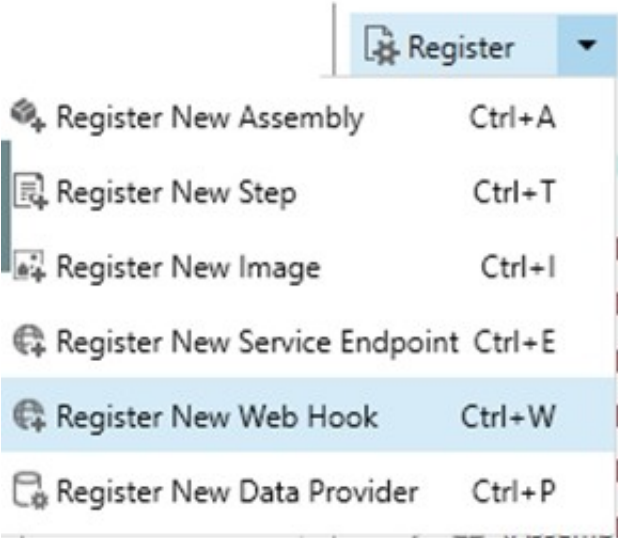 Register
Register New Assembly Ctrl+A
Register New Step Ctrl+T
Register New Image Ctrl+I
Register New Service Endpoint Ctrl+E
Register New Web Hook Ctrl+W
Register New Data Provider Ctrl+P